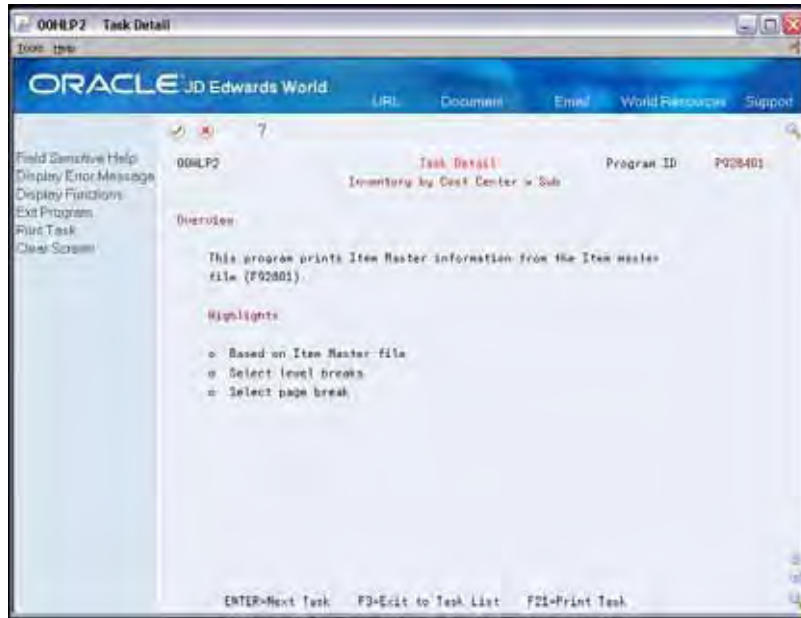 00HLP2 Task Detail
Tools Help
ORACLE JD Edwards World
URL Document Email World Resources Support
?
Field Sensitive Help
Display Error Message
Display Functions
Exit Program
Print Task
Clear Screen
00HLP2 Task Detail Program ID P928401
Inventory by Cost Center w Sub
Overview
This program prints Item Master information from the Item master
file (F92801).
Highlights
o Based on Item Master file
o Select level breaks
o Select page break
ENTER=Next Task F3=Exit to Task List F21=Print Task